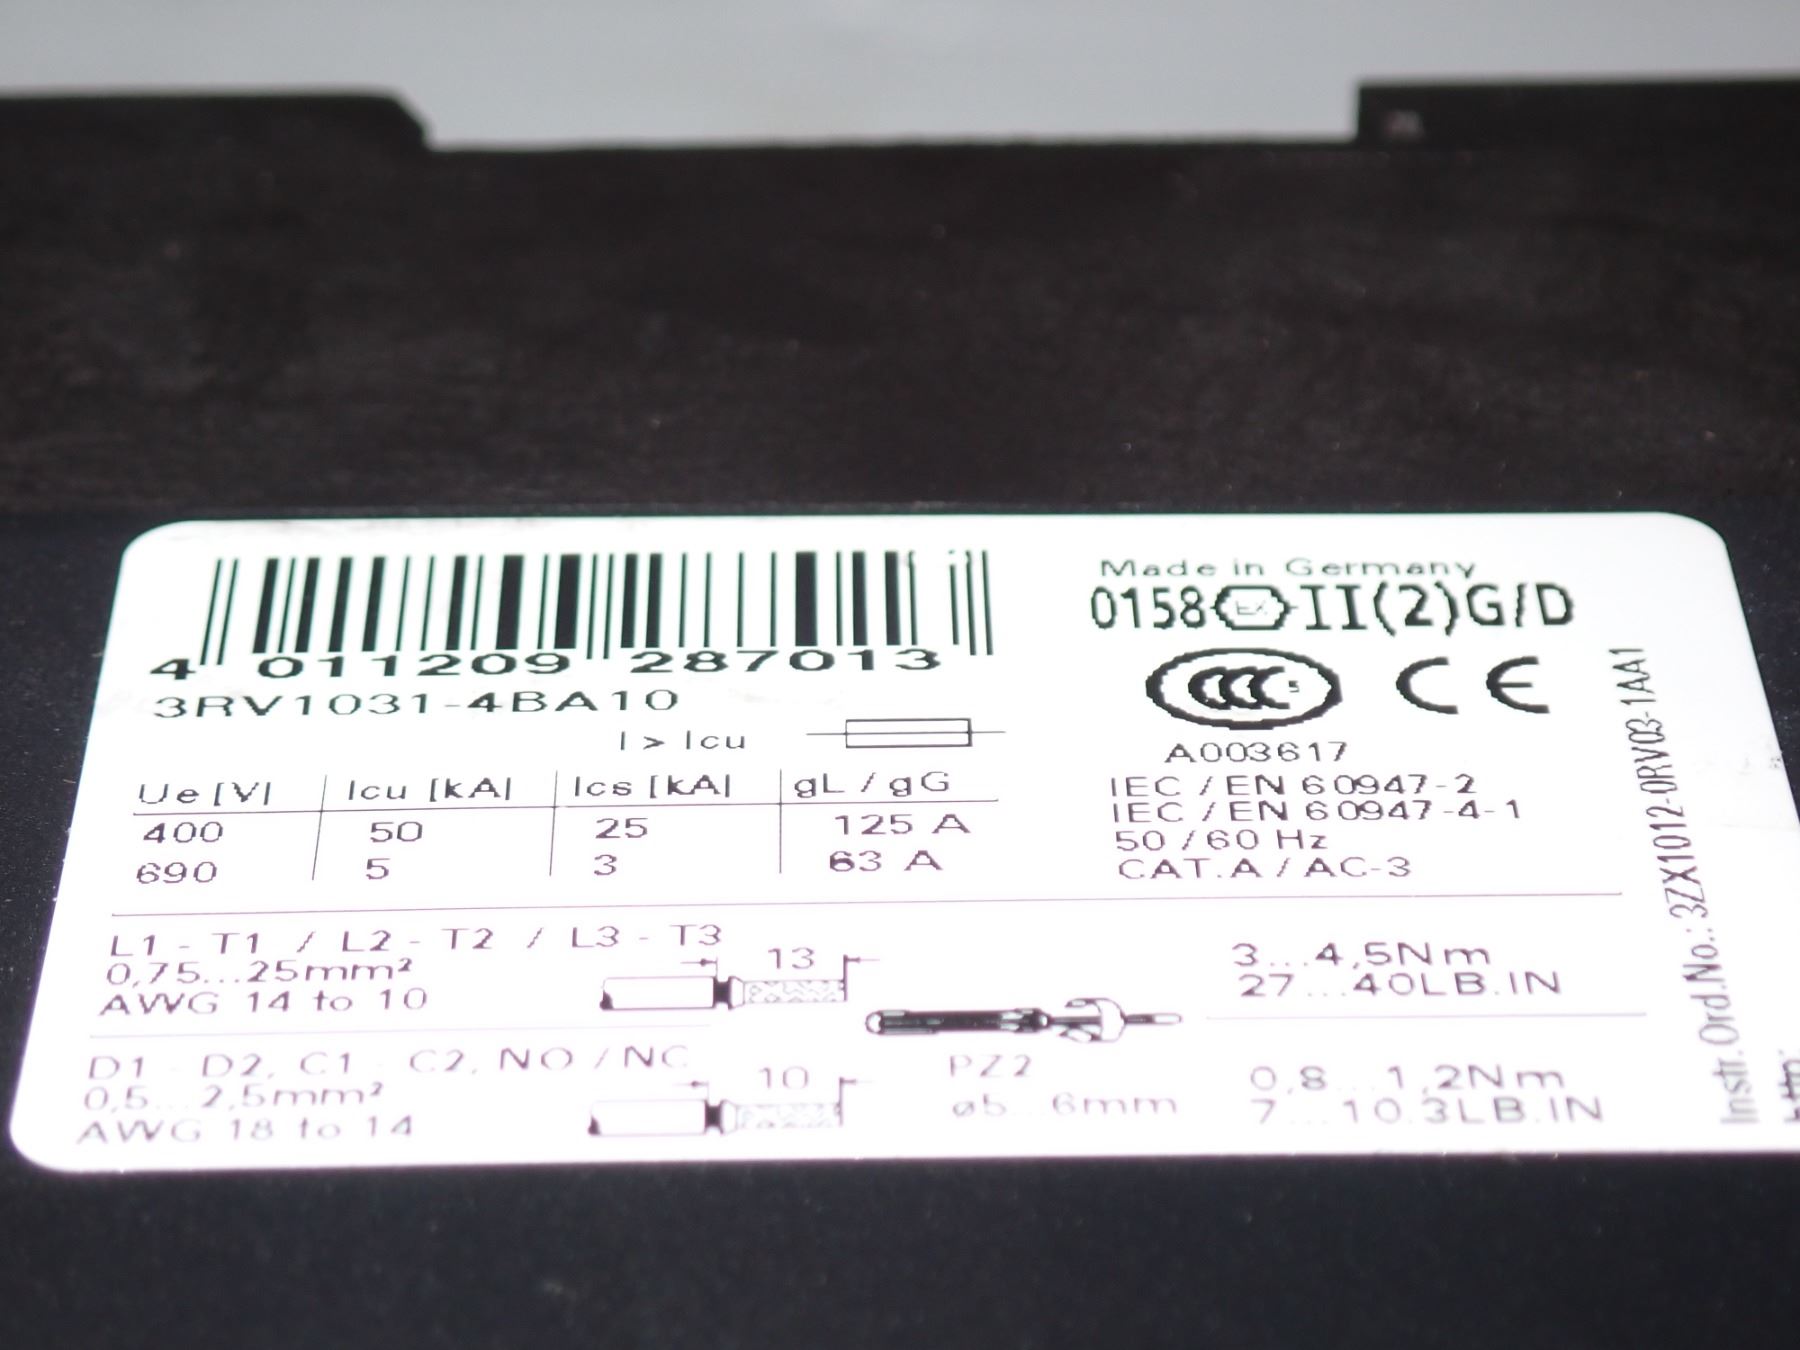 4 011209 287013
3RV1031-4BA10
I > Icu
Ue [V] Icu [kA] Ics [kA] gL / gG
400 50 25 125 A
690 5 3 63 A
Made in Germany
0158 Ex II(2)G/D
CCC S CE
A003617
IEC / EN 60947-2
IEC / EN 60947-4-1
50 / 60 Hz
CAT. A / AC-3
L1 - T1 / L2 - T2 / L3 - T3
0,75...25mm²
AWG 14 to 10
13
3...4,5Nm
27...40LB.IN
D1 - D2, C1 - C2, NO / NC
0,5...2,5mm²
AWG 18 to 14
10
PZ2
øb...6mm
0,8...1,2Nm
7...10.3LB.IN
Instr.Ord.No.: 3ZX1012-0RV03-1AA1